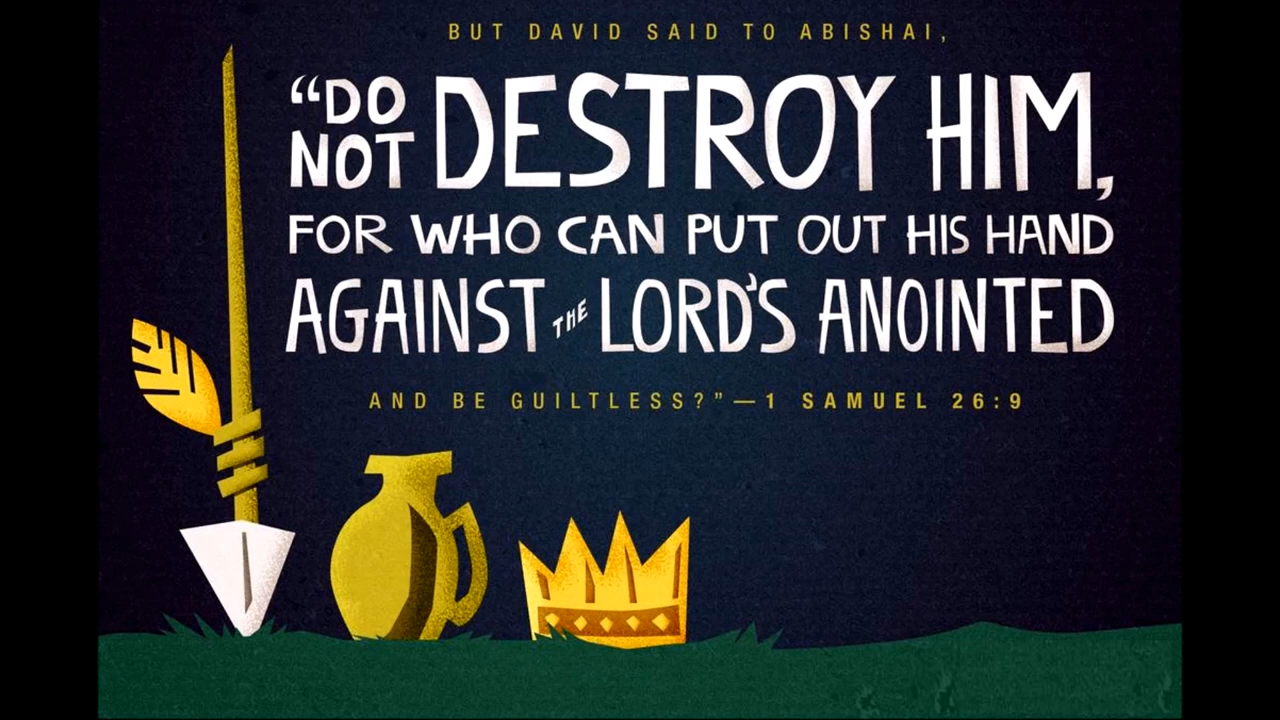 BUT DAVID SAID TO ABISHAI,
“DO NOT DESTROY HIM,
FOR WHO CAN PUT OUT HIS HAND
AGAINST THE LORD'S ANOINTED
AND BE GUILTLESS?”—1 SAMUEL 26:9